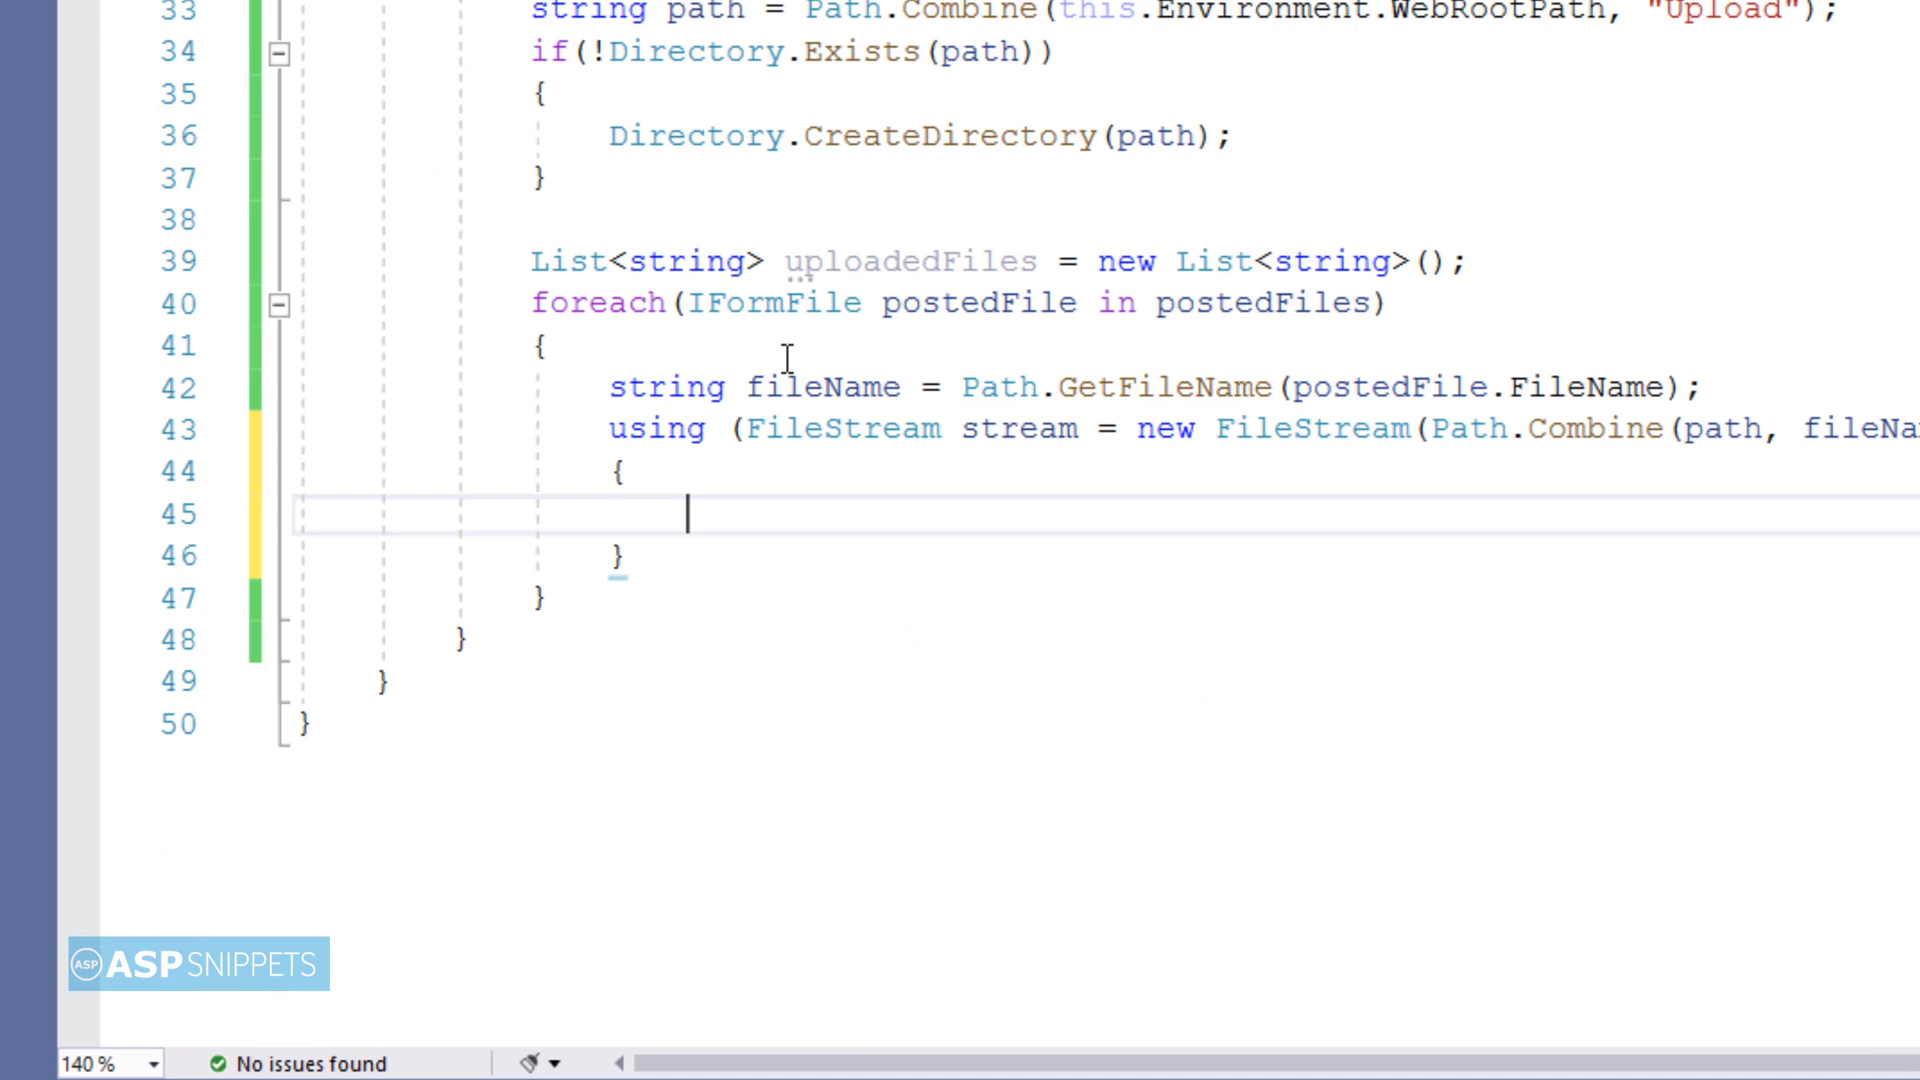 33 string path = Path.Combine(this.Environment.WebRootPath, "Upload");
34 if(!Directory.Exists(path))
35 {
36 Directory.CreateDirectory(path);
37 }
38
39 List<string> uploadedFiles = new List<string>();
40 foreach(IFormFile postedFile in postedFiles)
41 {
42 string fileName = Path.GetFileName(postedFile.FileName);
43 using (FileStream stream = new FileStream(Path.Combine(path, fileNa
44 {
45
46 }
47 }
48 }
49 }
50 }
ASP ASPSNIPPETS
140 % No issues found